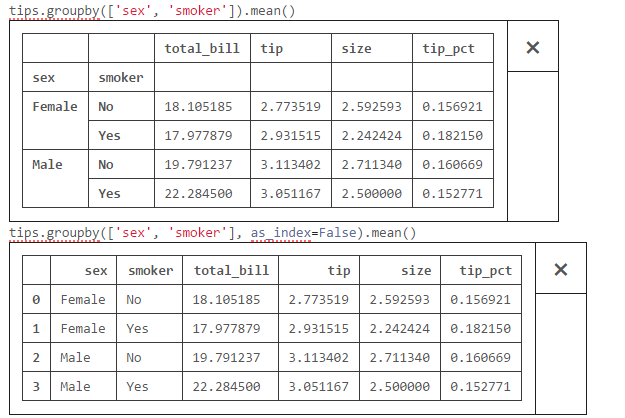 tips.groupby(['sex', 'smoker']).mean()
total_bill tip size tip_pct
sex smoker
Female No 18.105185 2.773519 2.592593 0.156921
Yes 17.977879 2.931515 2.242424 0.182150
Male No 19.791237 3.113402 2.711340 0.160669
Yes 22.284500 3.051167 2.500000 0.152771
tips.groupby(['sex', 'smoker'], as_index=False).mean()
sex smoker total_bill tip size tip_pct
0 Female No 18.105185 2.773519 2.592593 0.156921
1 Female Yes 17.977879 2.931515 2.242424 0.182150
2 Male No 19.791237 3.113402 2.711340 0.160669
3 Male Yes 22.284500 3.051167 2.500000 0.152771